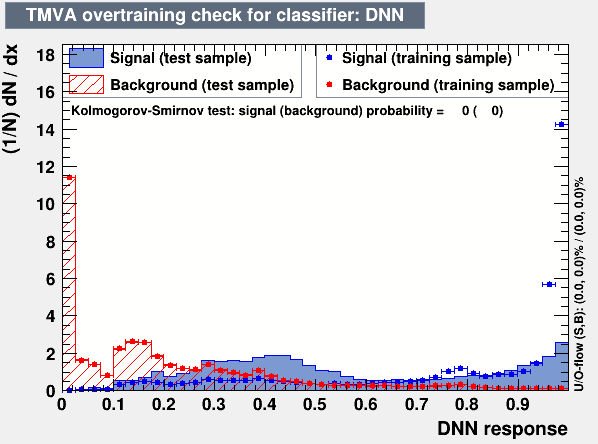 TMVA overtraining check for classifier: DNN
(1/N) dN / dx
18
16
14
12
10
8
6
4
2
0
Signal (test sample)
Background (test sample)
Signal (training sample)
Background (training sample)
Kolmogorov-Smirnov test: signal (background) probability = 0 ( 0)
0 0.1 0.2 0.3 0.4 0.5 0.6 0.7 0.8 0.9
DNN response
U/O-flow (S,B): (0.0, 0.0)% / (0.0, 0.0)%